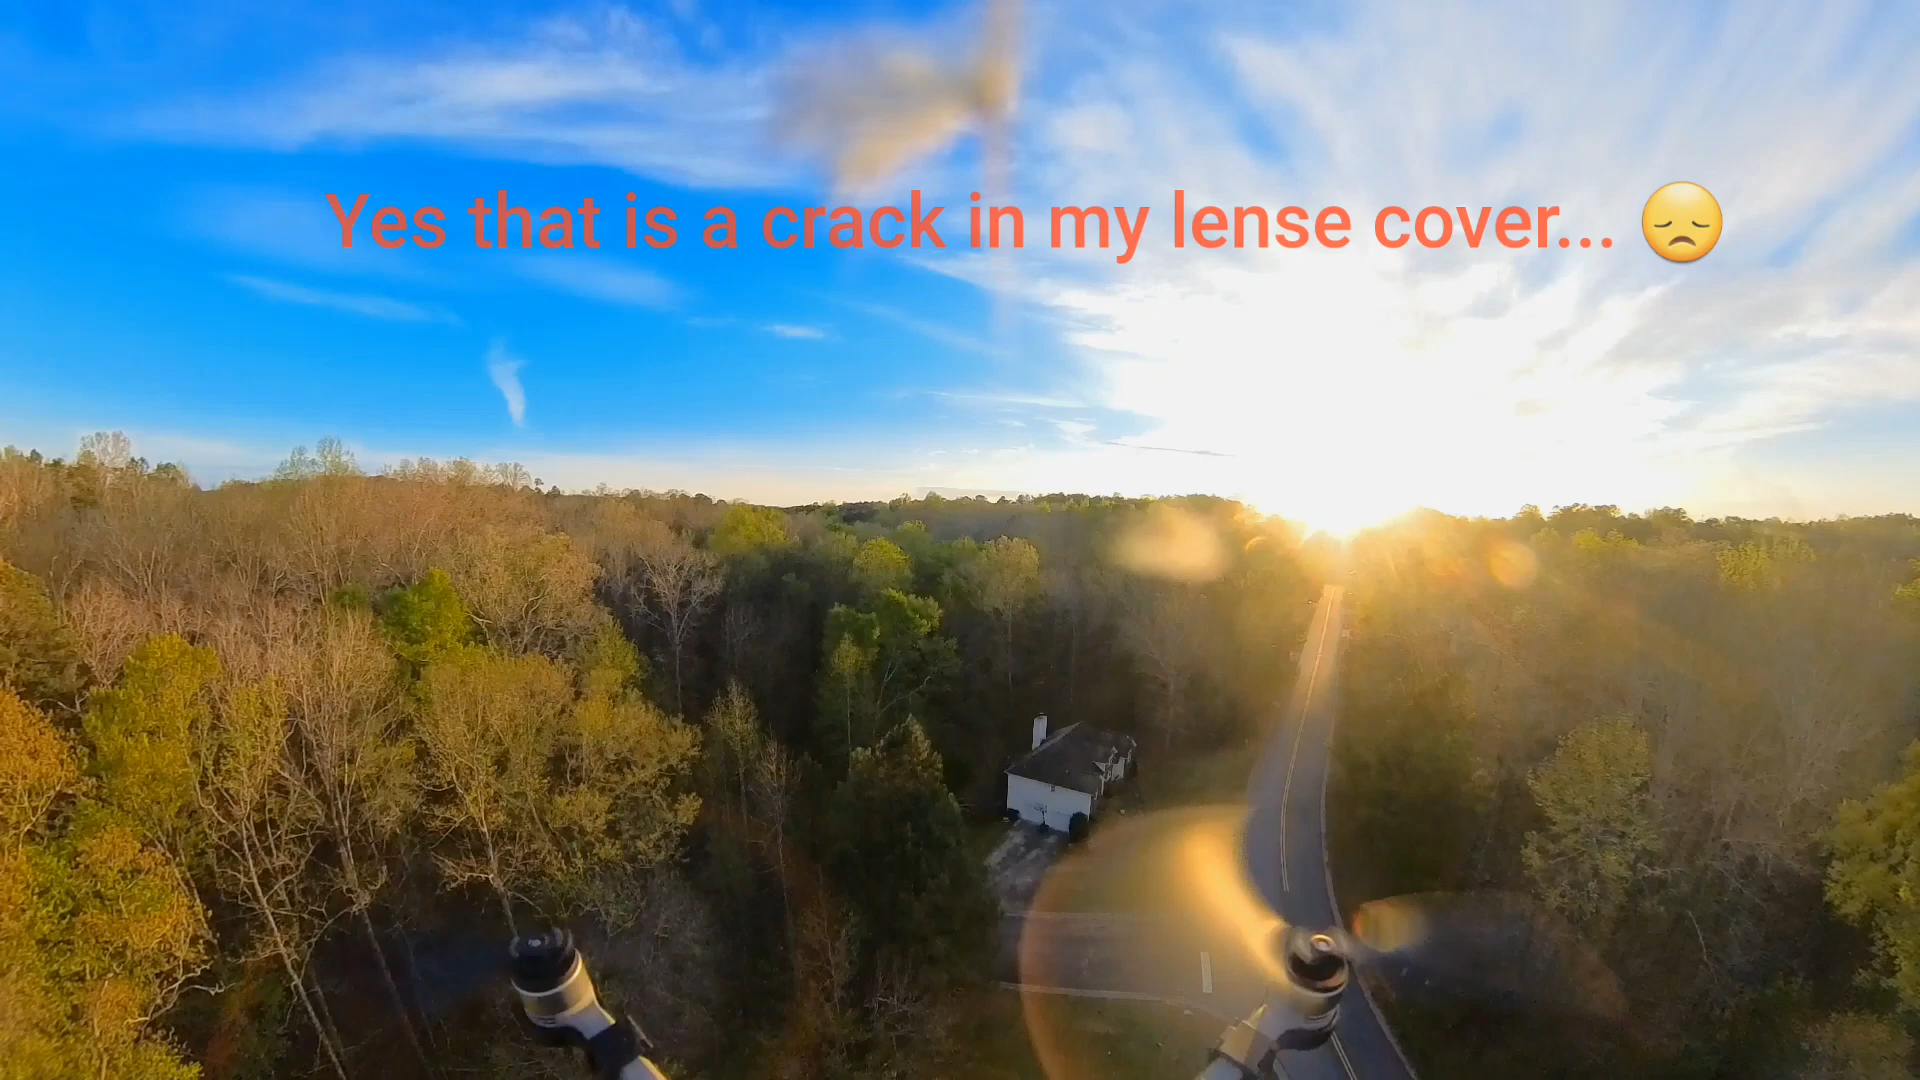 Yes that is a crack in my lense cover... 😞